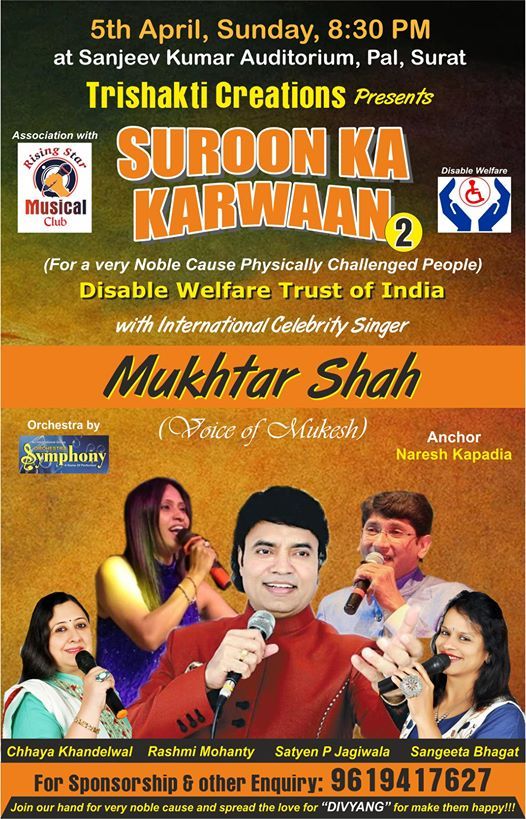 5th April, Sunday, 8:30 PM
at Sanjeev Kumar Auditorium, Pal, Surat
Trishakti Creations Presents
Association with
Rising Star
Musical
Club
SUROON KA
KARWAAN 2
Disable Welfare
(For a very Noble Cause Physically Challenged People)
Disable Welfare Trust of India
with International Celebrity Singer
Mukhtar Shah
(Voice of Mukesh)
Orchestra by
Symphony
Anchor
Naresh Kapadia
Chhaya Khandelwal Rashmi Mohanty Satyen P Jagiwala Sangeeta Bhagat
For Sponsorship & other Enquiry: 9619417627
Join our hand for very noble cause and spread the love for "DIVYANG" for make them happy!!!